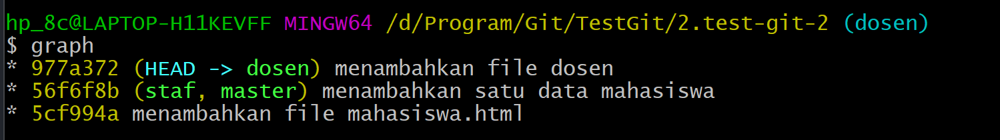 hp_8c@LAPTOP-H11KEVFF MINGW64 /d/Program/Git/TestGit/2.test-git-2 (dosen)
$ graph
* 977a372 (HEAD -> dosen) menambahkan file dosen
* 56f6f8b (staf, master) menambahkan satu data mahasiswa
* 5cf994a menambahkan file mahasiswa.html